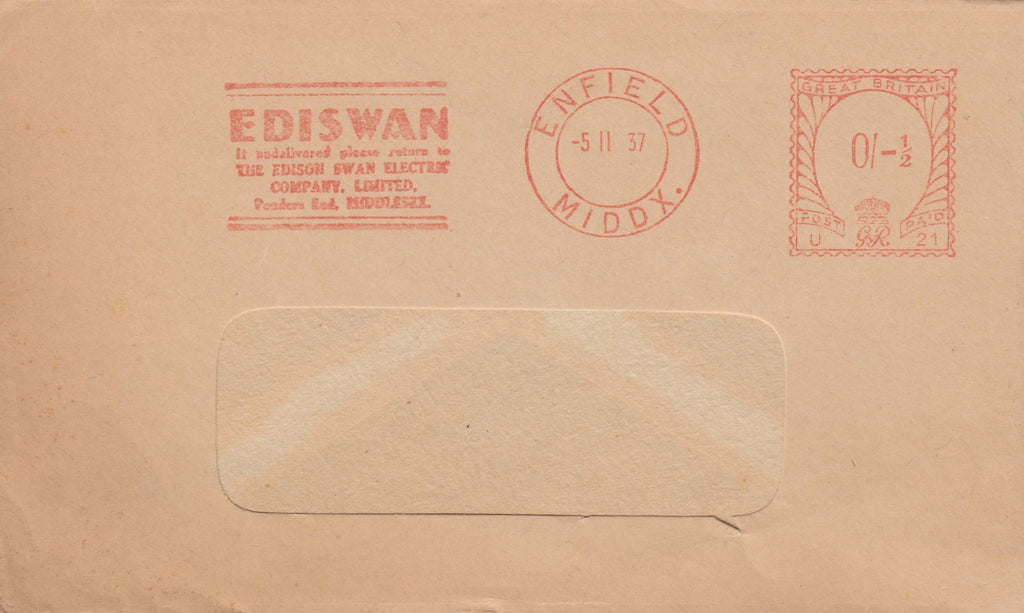 EDISWAN
If undelivered please return to
THE EDISON SWAN ELECTRIC
COMPANY, LIMITED,
Ponders End, MIDDLESEX.
ENFIELD
-5 11 37
MIDDX.
GREAT BRITAIN
0/-½
POST PAID
U GR. 21